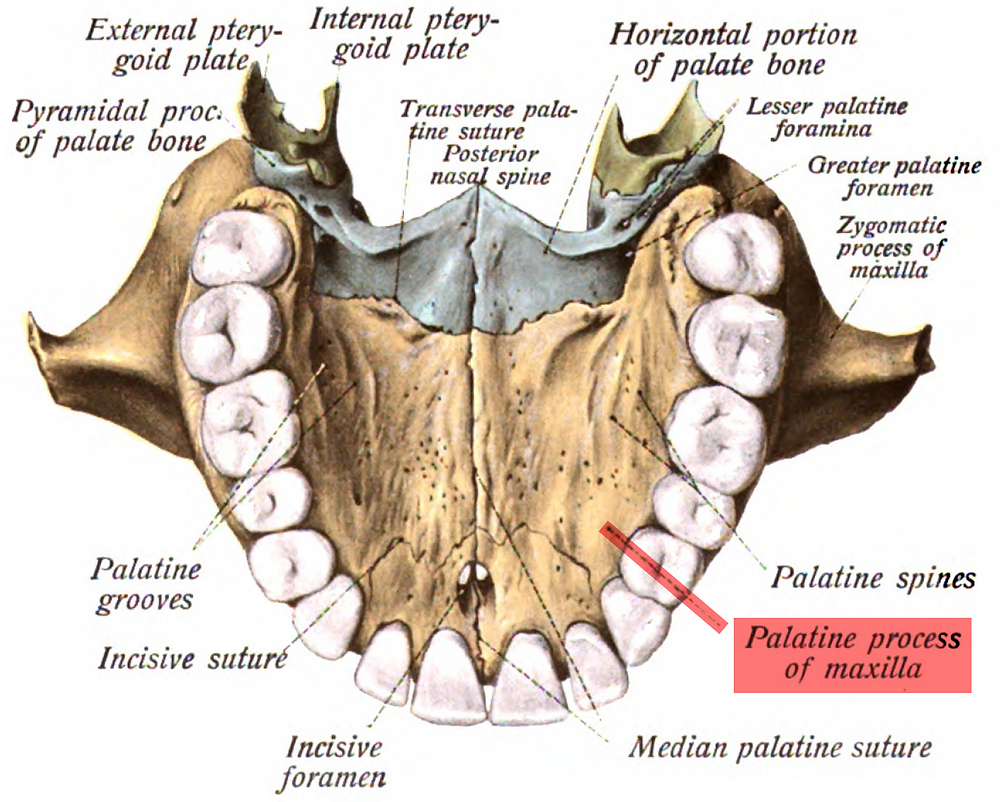 External ptery-
goid plate
Internal ptery-
goid plate
Horizontal portion
of palate bone
Pyramidal proc.
of palate bone
Transverse pala-
tine suture
Posterior
nasal spine
Lesser palatine
foramina
Greater palatine
foramen
Zygomatic
process of
maxilla
Palatine
grooves
Palatine spines
Incisive suture
Palatine process
of maxilla
Incisive
foramen
Median palatine suture